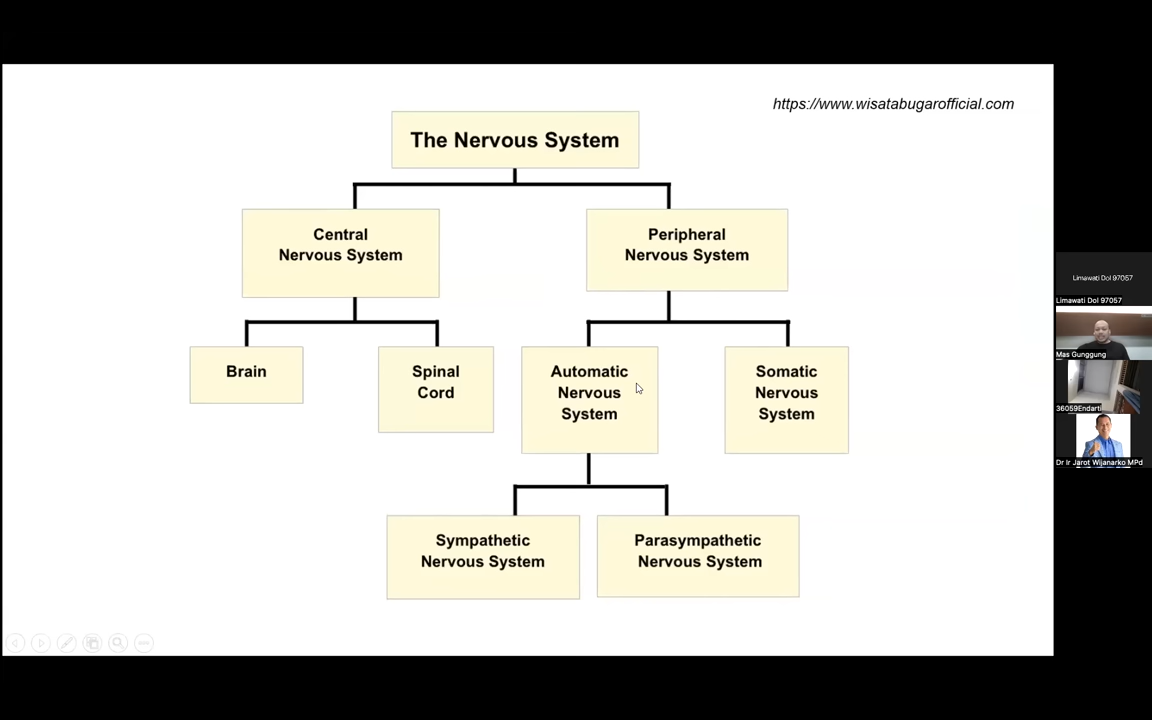 https://www.wisatabugarofficial.com
The Nervous System
Central
Nervous System
Peripheral
Nervous System
Brain
Spinal
Cord
Automatic
Nervous
System
Somatic
Nervous
System
Sympathetic
Nervous System
Parasympathetic
Nervous System
Limawati Dol 97057
Limawati Dol 97057
Mas Gunggung
36059Endarti
Dr Ir Jarot Wijanarko MPd